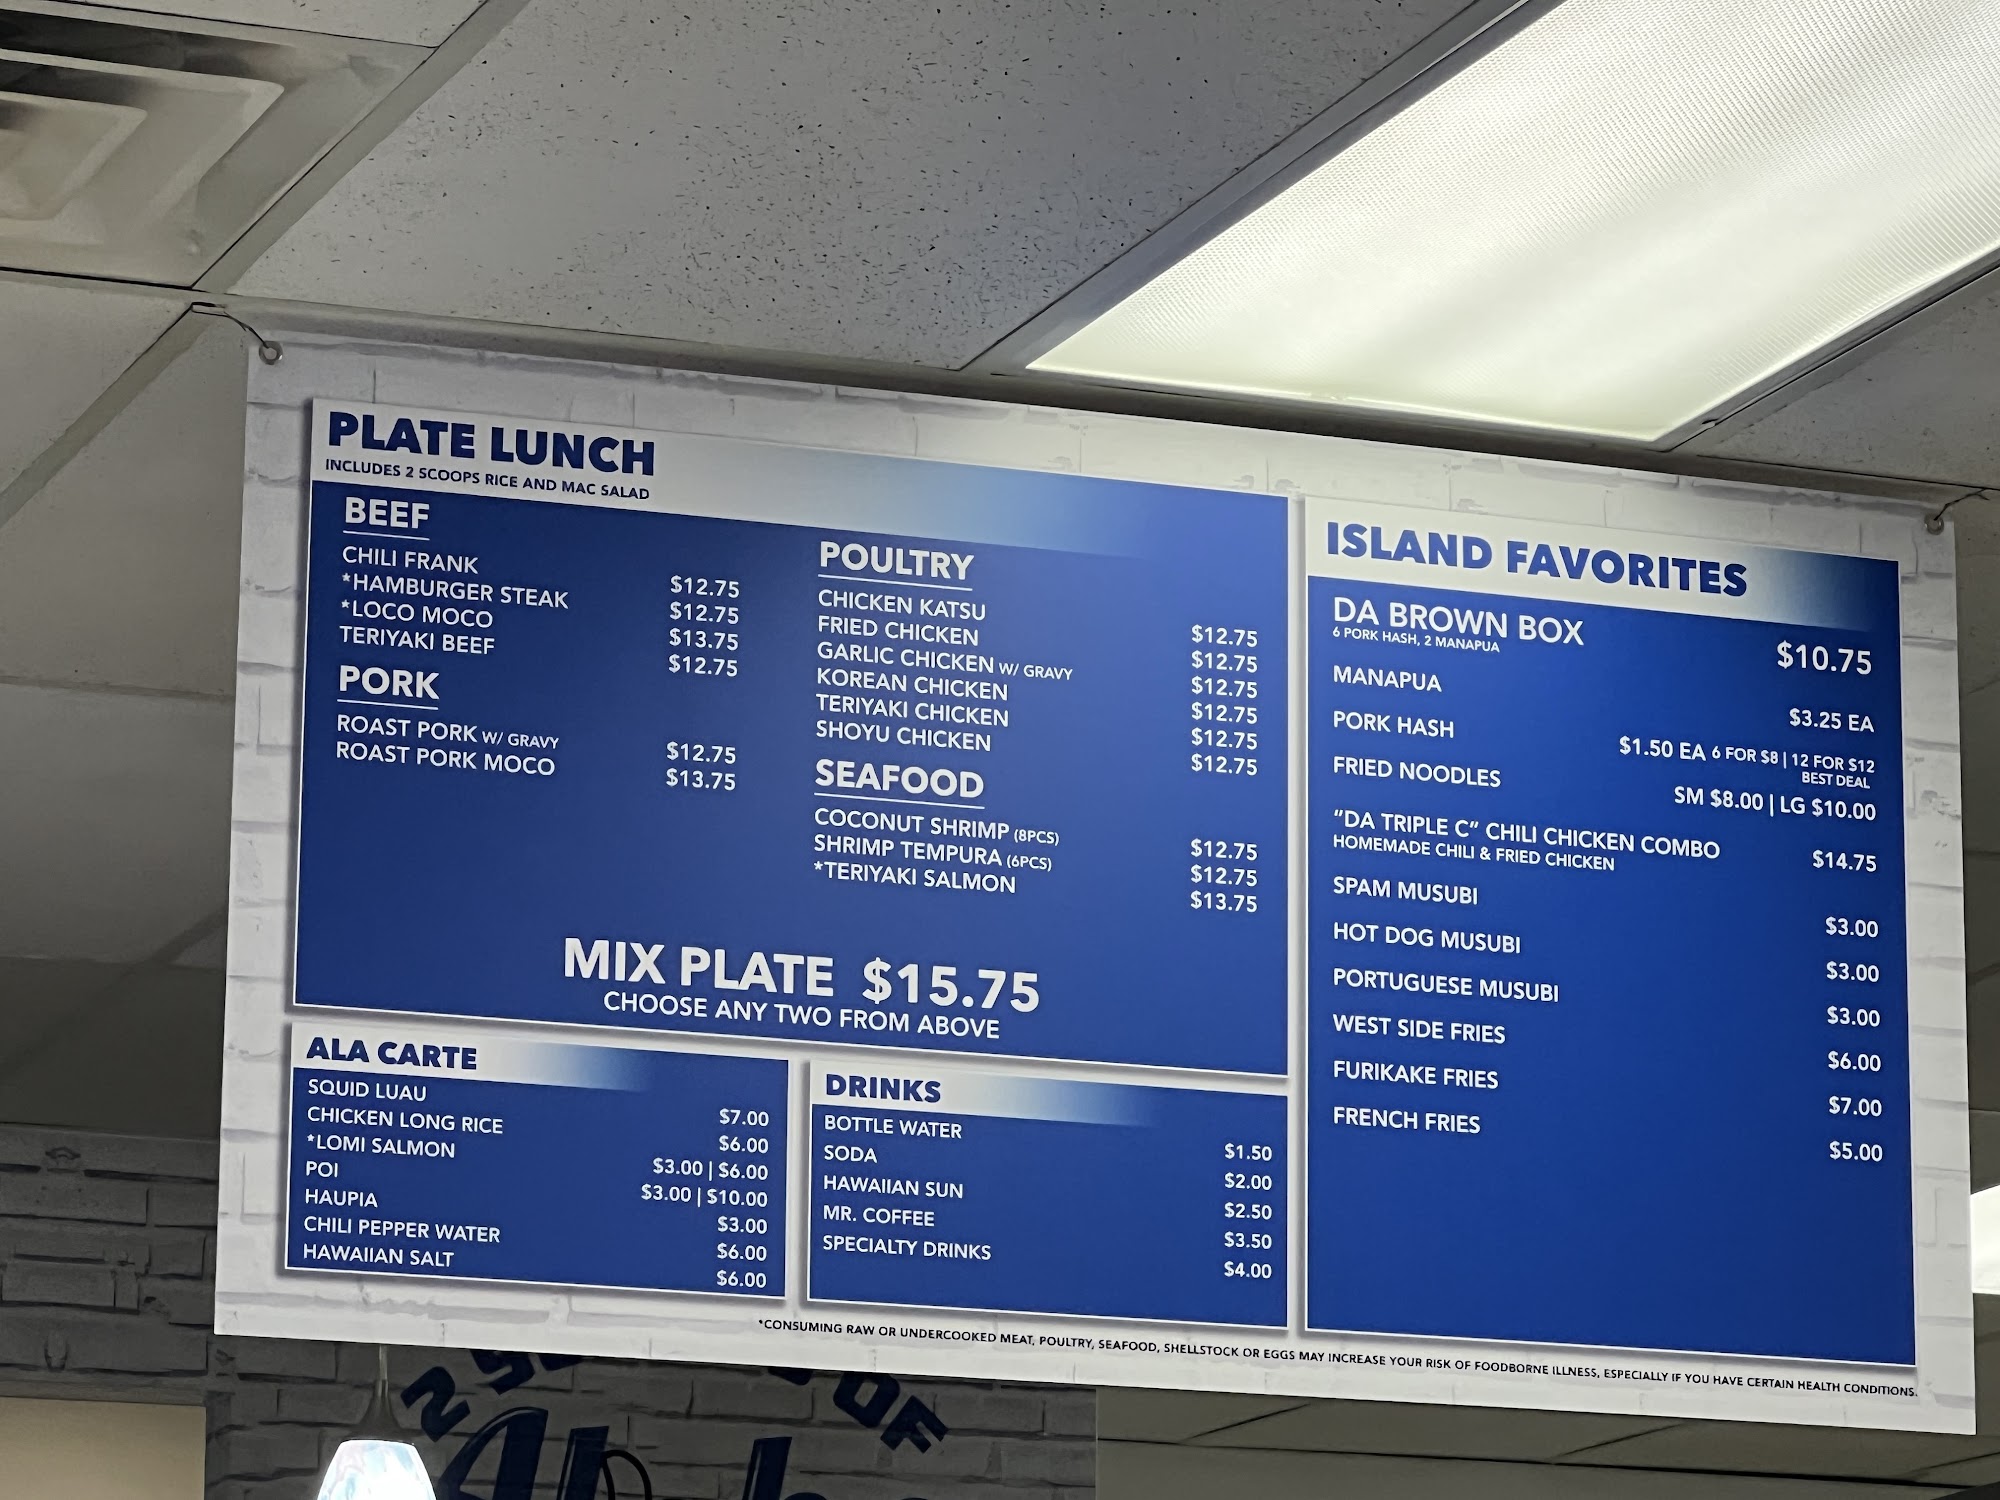 PLATE LUNCH
INCLUDES 2 SCOOPS RICE AND MAC SALAD
BEEF
CHILI FRANK $12.75
*HAMBURGER STEAK $12.75
*LOCO MOCO $13.75
TERIYAKI BEEF $12.75
PORK
ROAST PORK W/ GRAVY $12.75
ROAST PORK MOCO $13.75
POULTRY
CHICKEN KATSU $12.75
FRIED CHICKEN $12.75
GARLIC CHICKEN W/ GRAVY $12.75
KOREAN CHICKEN $12.75
TERIYAKI CHICKEN $12.75
SHOYU CHICKEN $12.75
SEAFOOD
COCONUT SHRIMP (8PCS) $12.75
SHRIMP TEMPURA (6PCS) $12.75
*TERIYAKI SALMON $13.75
MIX PLATE $15.75
CHOOSE ANY TWO FROM ABOVE
ALA CARTE
SQUID LUAU $7.00
CHICKEN LONG RICE $6.00
*LOMI SALMON $3.00 | $6.00
POI $3.00 | $10.00
HAUPIA $3.00
CHILI PEPPER WATER $6.00
HAWAIIAN SALT $6.00
DRINKS
BOTTLE WATER $1.50
SODA $2.00
HAWAIIAN SUN $2.50
MR. COFFEE $3.50
SPECIALTY DRINKS $4.00
ISLAND FAVORITES
DA BROWN BOX $10.75
6 PORK HASH, 2 MANAPUA
MANAPUA $3.25 EA
PORK HASH $1.50 EA 6 FOR $8 | 12 FOR $12
BEST DEAL
FRIED NOODLES SM $8.00 | LG $10.00
"DA TRIPLE C" CHILI CHICKEN COMBO $14.75
HOMEMADE CHILI & FRIED CHICKEN
SPAM MUSUBI $3.00
HOT DOG MUSUBI $3.00
PORTUGUESE MUSUBI $3.00
WEST SIDE FRIES $6.00
FURIKAKE FRIES $7.00
FRENCH FRIES $5.00
*CONSUMING RAW OR UNDERCOOKED MEAT, POULTRY, SEAFOOD, SHELLSTOCK OR EGGS MAY INCREASE YOUR RISK OF FOODBORNE ILLNESS, ESPECIALLY IF YOU HAVE CERTAIN HEALTH CONDITIONS.
OF